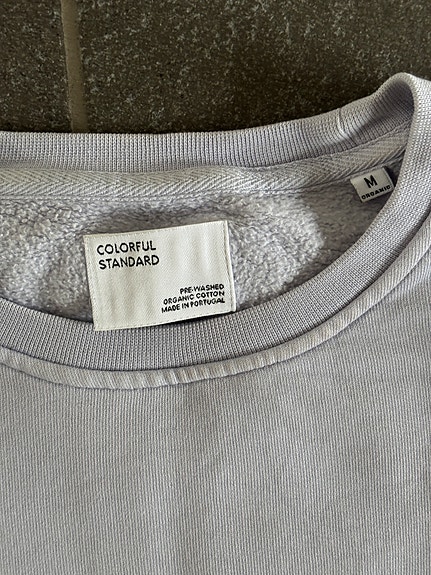 COLORFUL
STANDARD
PRE-WASHED
ORGANIC COTTON
MADE IN PORTUGAL
M
ORGANIC